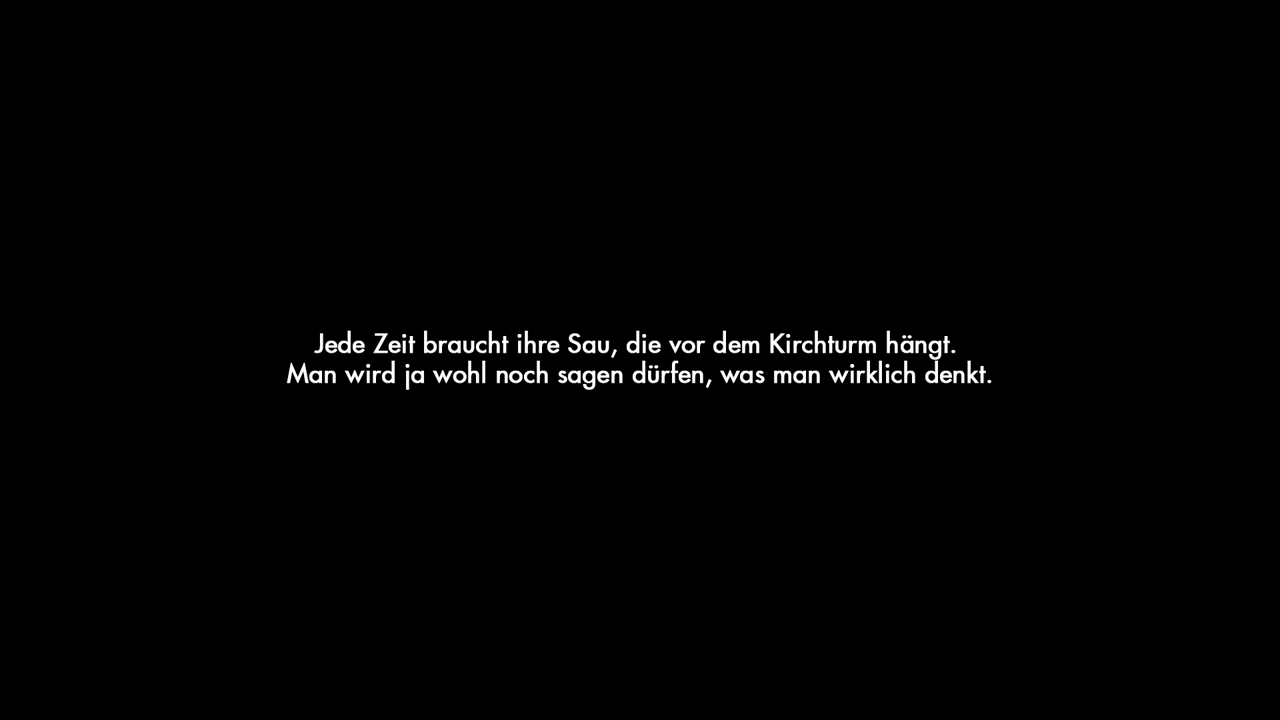 Jede Zeit braucht ihre Sau, die vor dem Kirchturm hängt.
Man wird ja wohl noch sagen dürfen, was man wirklich denkt.